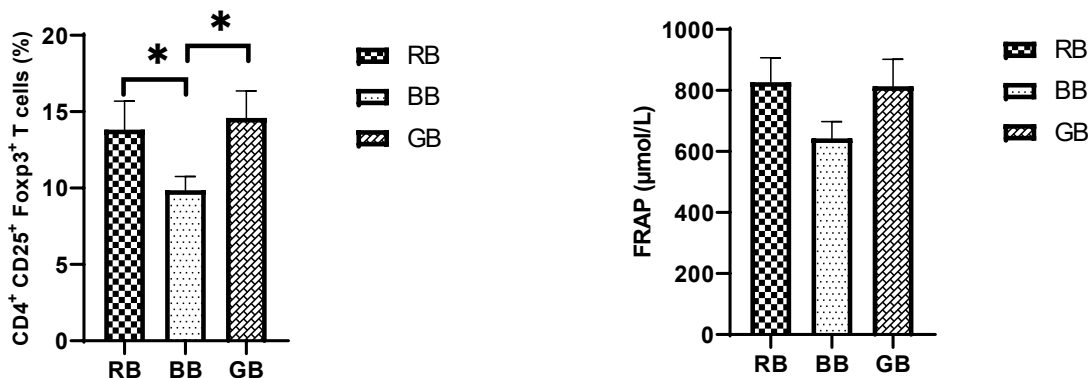 CD4⁺ CD25⁺ Foxp3⁺ T cells (%)
20
15
10
5
0
*
*
RB
BB
GB
RB
BB
GB
FRAP (µmol/L)
1000
800
600
400
200
0
RB
BB
GB
RB
BB
GB